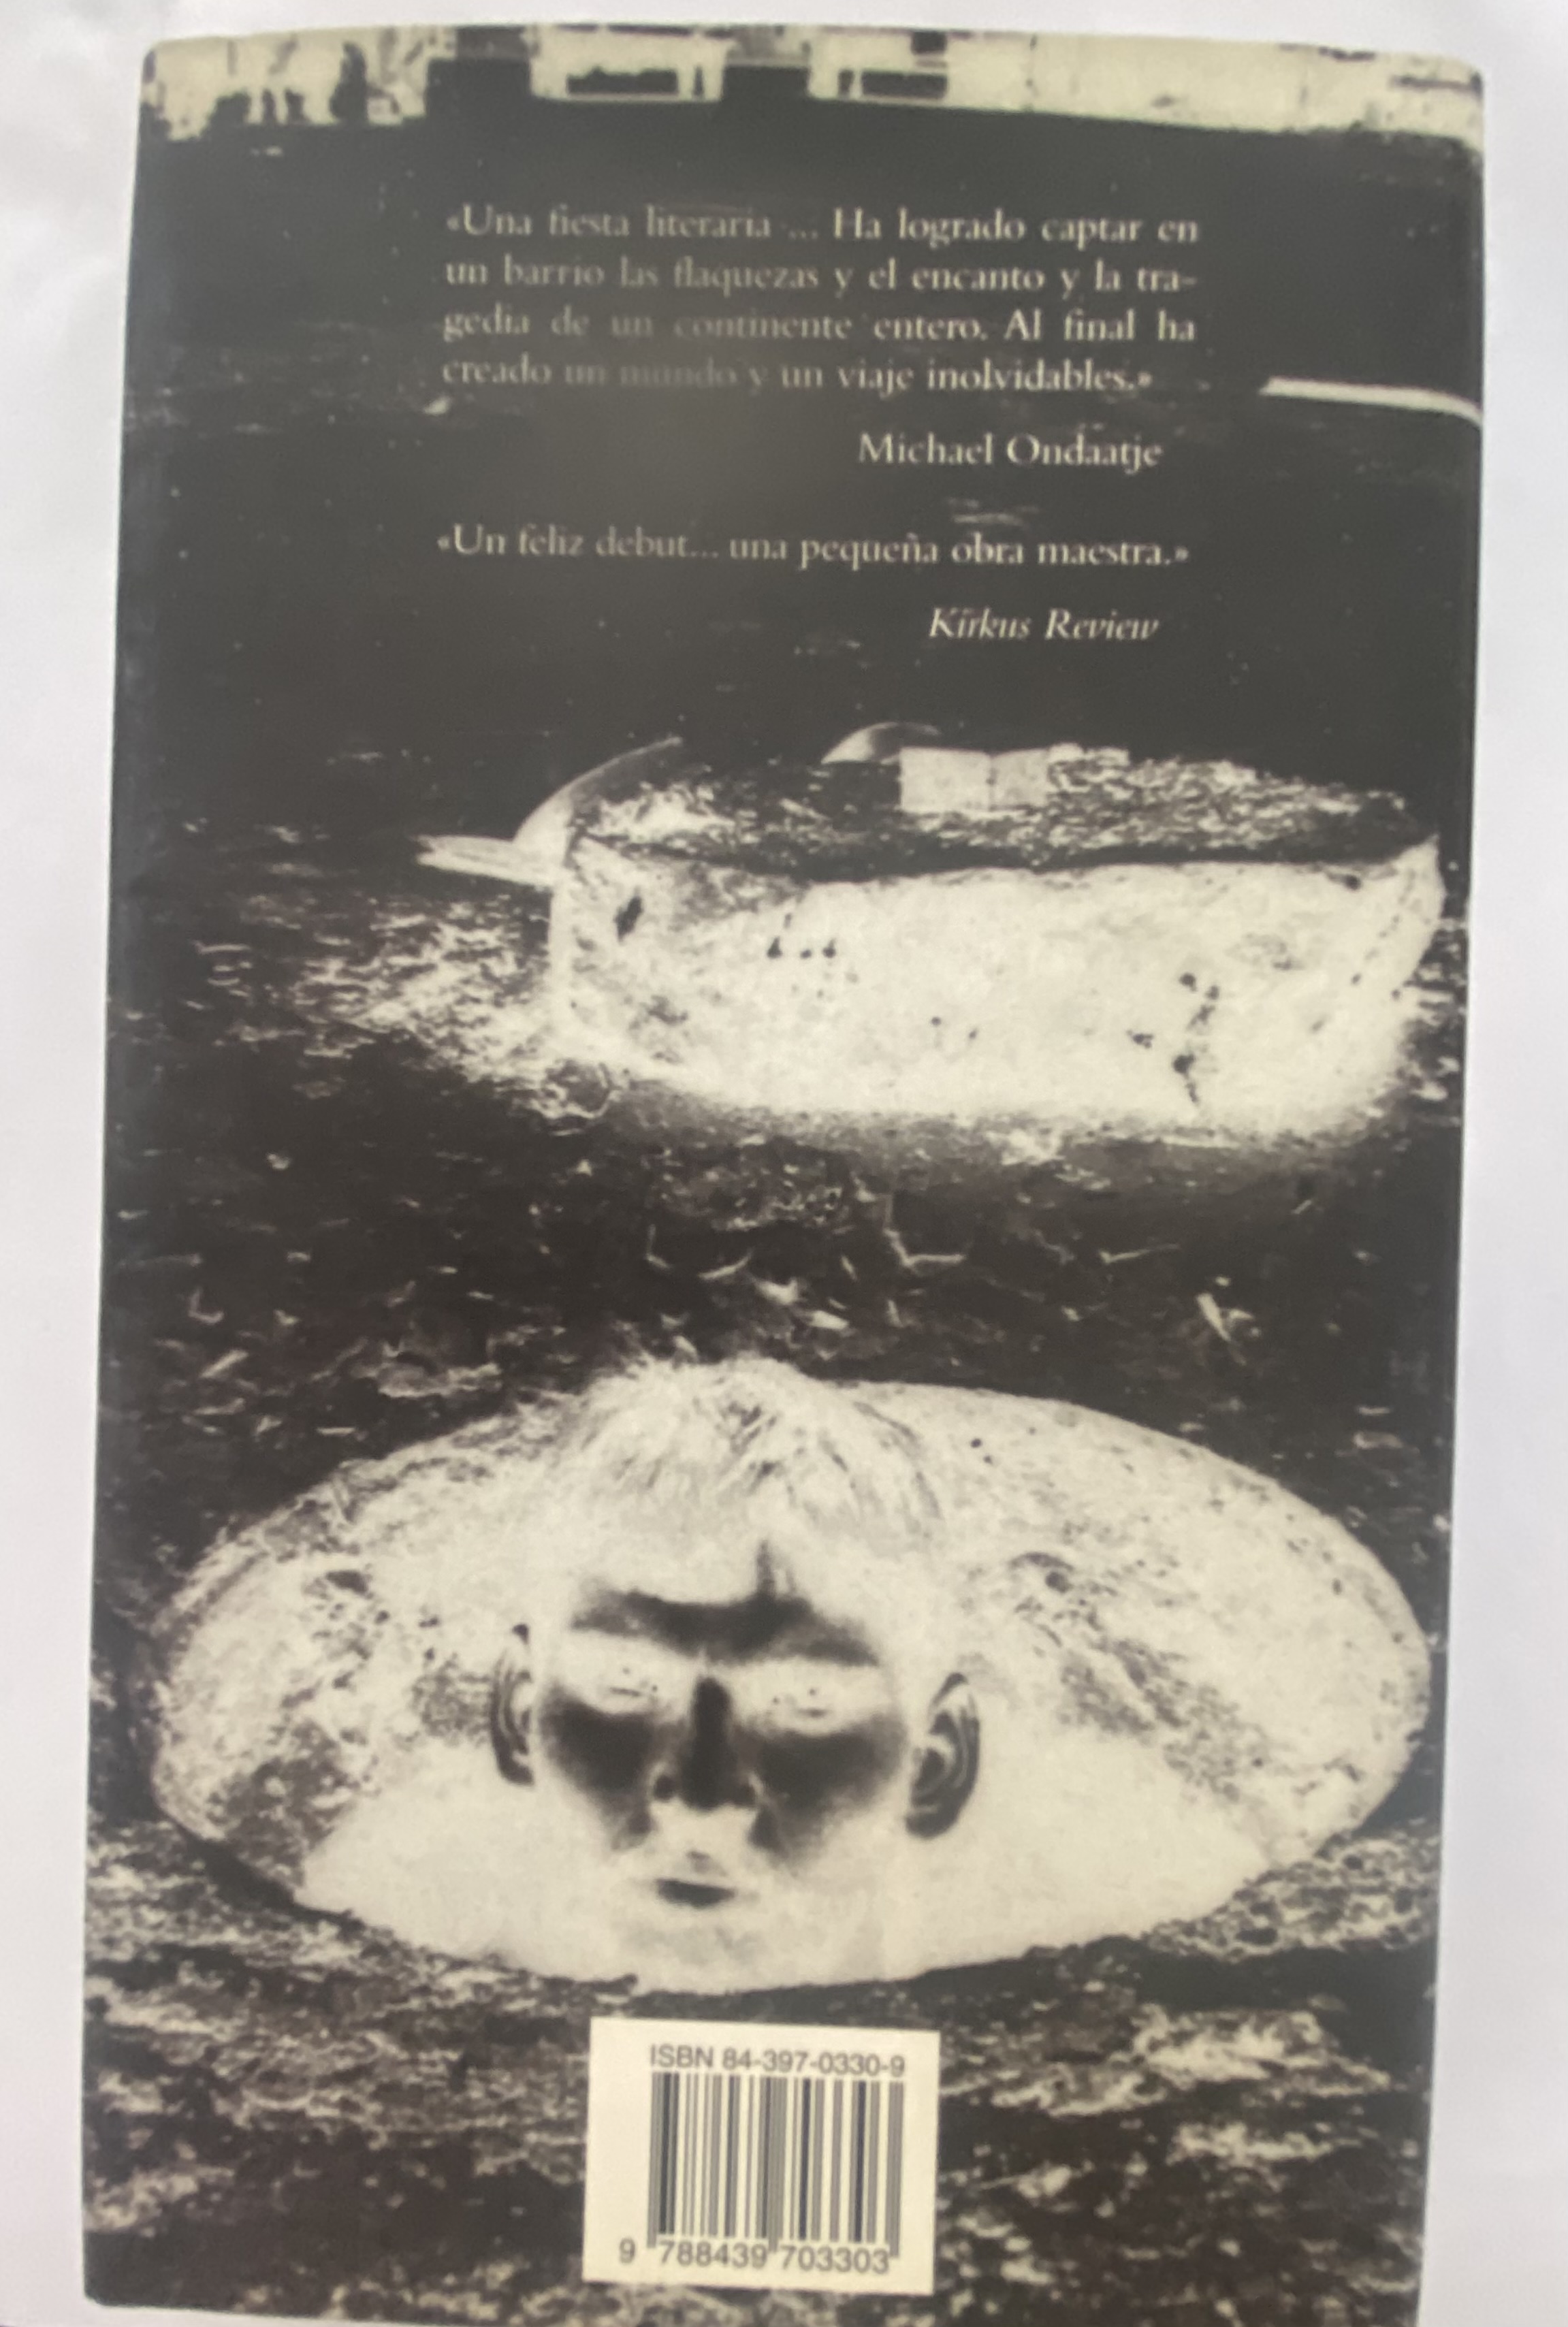 «Una fiesta literaria ... Ha logrado captar en
un barrio las flaquezas y el encanto y la tra-
gedia de un continente entero. Al final ha
creado un mundo y un viaje inolvidables.»
Michael Ondaatje
«Un feliz debut... una pequeña obra maestra.»
Kirkus Review
ISBN 84-397-0330-9
9 788439 703303